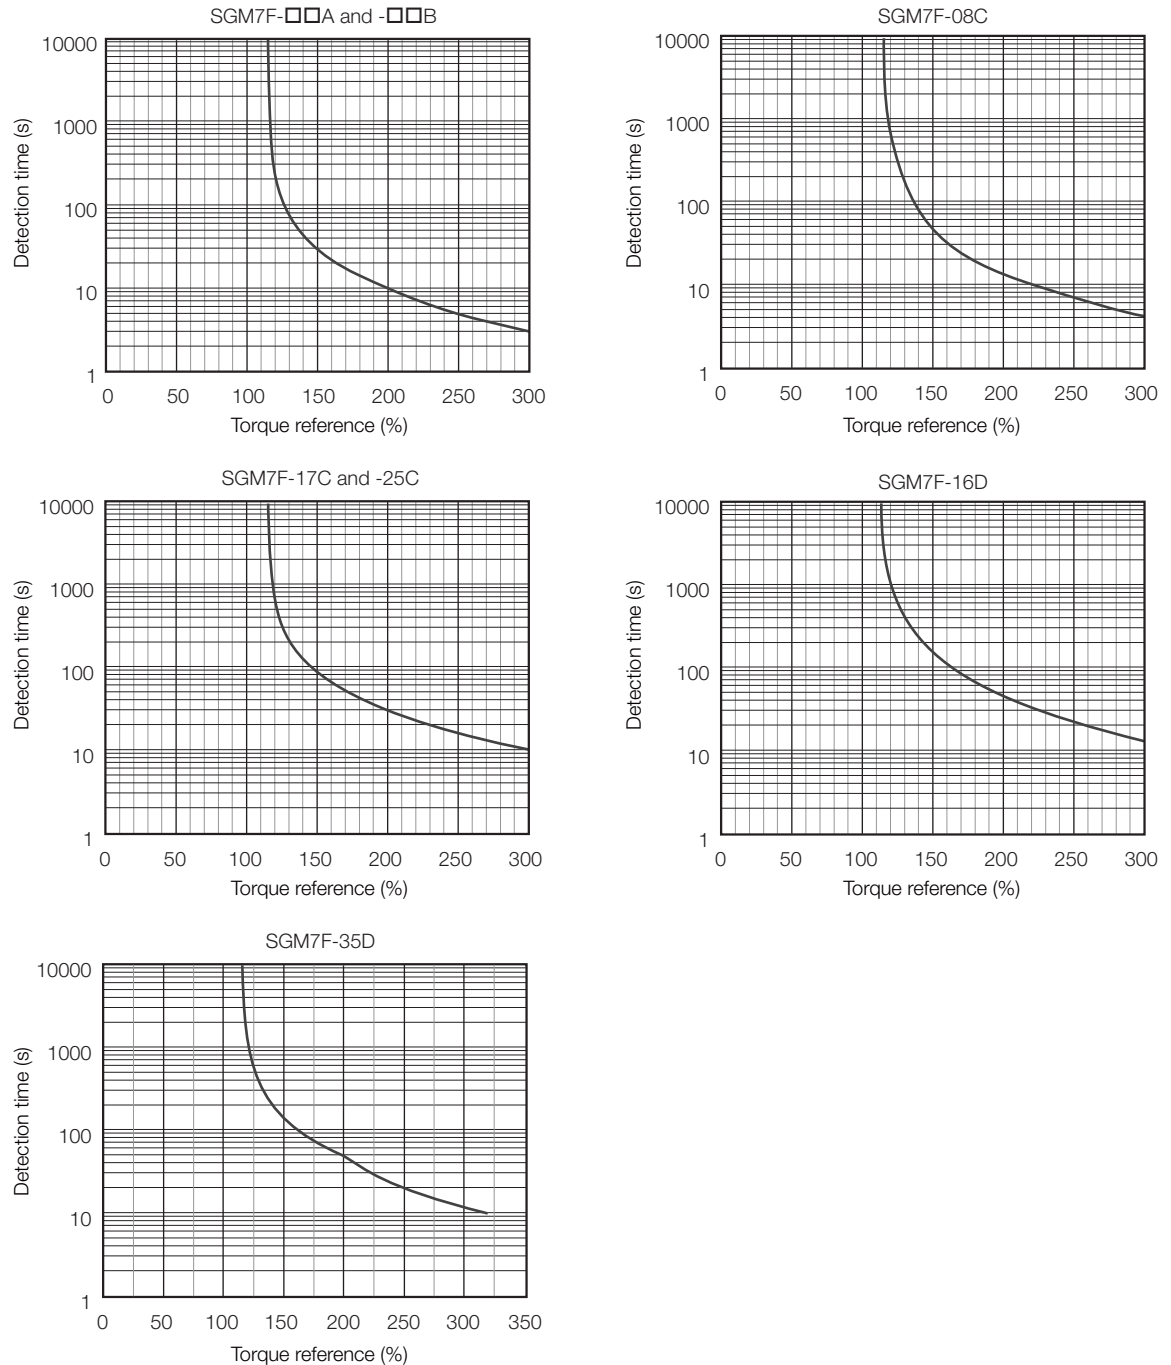 SGM7F-□□A and -□□B
Detection time (s)
10000
1000
100
10
1
0 50 100 150 200 250 300
Torque reference (%)
SGM7F-08C
Detection time (s)
10000
1000
100
10
1
0 50 100 150 200 250 300
Torque reference (%)
SGM7F-17C and -25C
Detection time (s)
10000
1000
100
10
1
0 50 100 150 200 250 300
Torque reference (%)
SGM7F-16D
Detection time (s)
10000
1000
100
10
1
0 50 100 150 200 250 300
Torque reference (%)
SGM7F-35D
Detection time (s)
10000
1000
100
10
1
0 50 100 150 200 250 300 350
Torque reference (%)